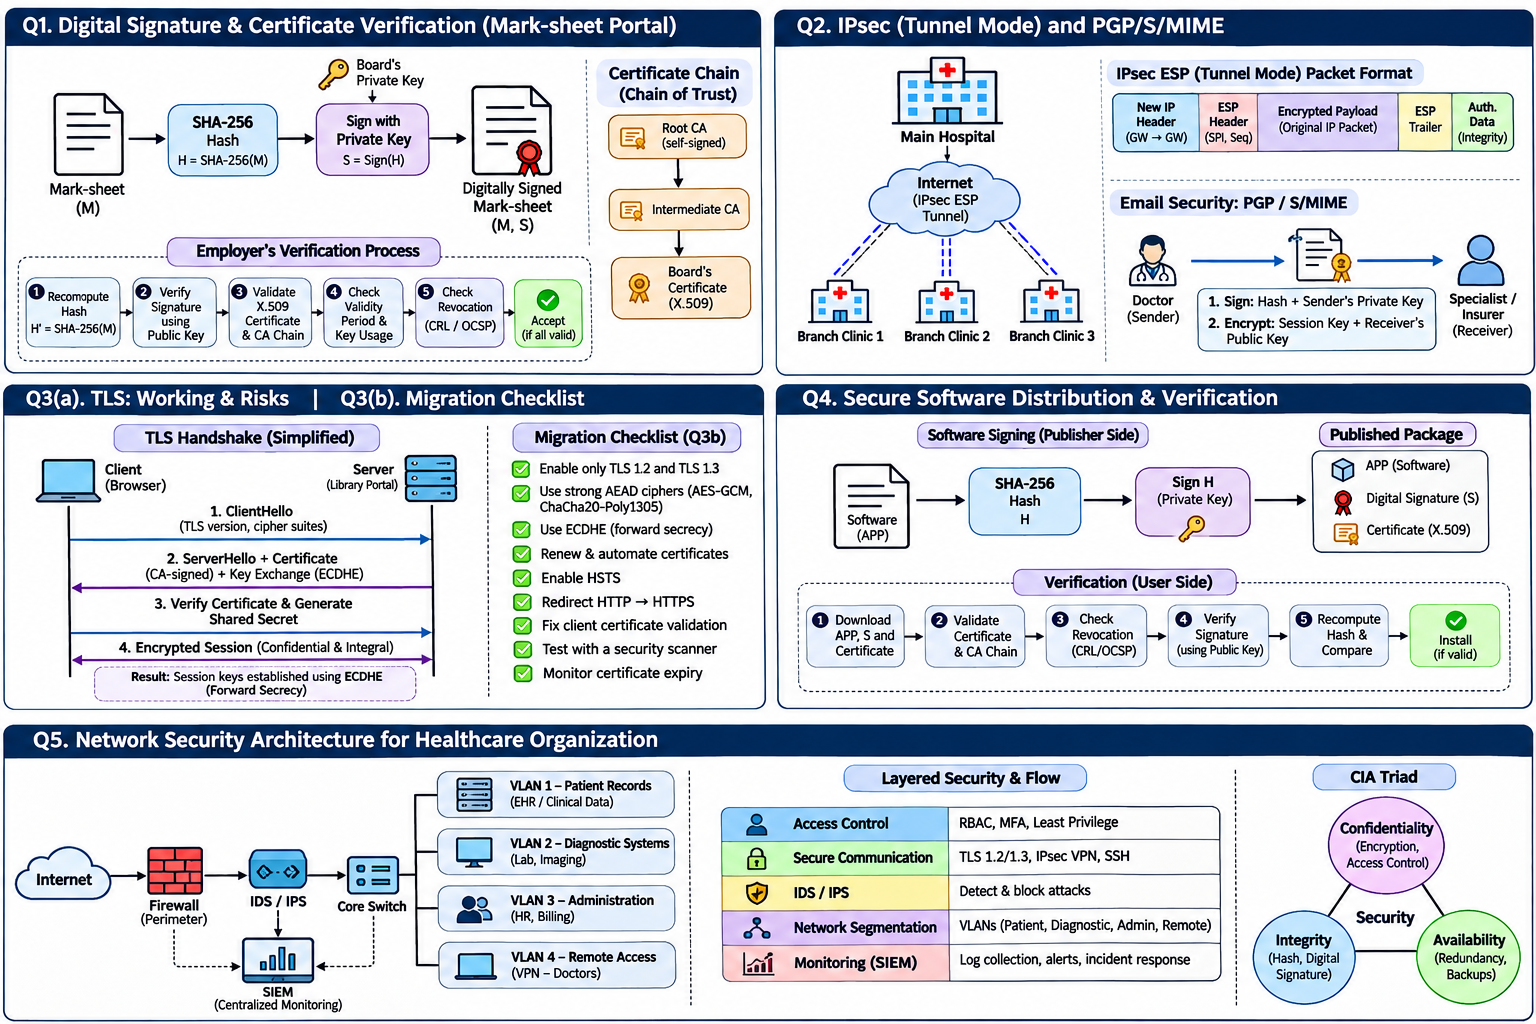 Q1. Digital Signature & Certificate Verification (Mark-sheet Portal)
Board's
Private Key
Mark-sheet
(M)
SHA-256
Hash
H = SHA-256(M)
Sign with
Private Key
S = Sign(H)
Digitally Signed
Mark-sheet
(M, S)
Certificate Chain
(Chain of Trust)
Root CA
(self-signed)
Intermediate CA
Board's
Certificate
(X.509)
Employer's Verification Process
1 Recompute
Hash
H' = SHA-256(M)
2 Verify
Signature
using
Public Key
3 Validate
X.509
Certificate
& CA Chain
4 Check
Validity
Period &
Key Usage
5 Check
Revocation
(CRL / OCSP)
Accept
(if all valid)
Q2. IPsec (Tunnel Mode) and PGP/S/MIME
Main Hospital
Internet
(IPsec ESP
Tunnel)
Branch Clinic 1
Branch Clinic 2
Branch Clinic 3
IPsec ESP (Tunnel Mode) Packet Format
New IP
Header
(GW → GW)
ESP
Header
(SPI, Seq)
Encrypted Payload
(Original IP Packet)
ESP
Trailer
Auth.
Data
(Integrity)
Email Security: PGP / S/MIME
Doctor
(Sender)
1. Sign: Hash + Sender's Private Key
2. Encrypt: Session Key + Receiver's
Public Key
Specialist /
Insurer
(Receiver)
Q3(a). TLS: Working & Risks | Q3(b). Migration Checklist
TLS Handshake (Simplified)
Client
(Browser)
Server
(Library Portal)
1. ClientHello
(TLS version, cipher suites)
2. ServerHello + Certificate
(CA-signed) + Key Exchange (ECDHE)
3. Verify Certificate & Generate
Shared Secret
4. Encrypted Session (Confidential & Integral)
Result: Session keys established using ECDHE
(Forward Secrecy)
Migration Checklist (Q3b)
Enable only TLS 1.2 and TLS 1.3
Use strong AEAD ciphers (AES-GCM,
ChaCha20-Poly1305)
Use ECDHE (forward secrecy)
Renew & automate certificates
Enable HSTS
Redirect HTTP → HTTPS
Fix client certificate validation
Test with a security scanner
Monitor certificate expiry
Q4. Secure Software Distribution & Verification
Software Signing (Publisher Side)
Software
(APP)
SHA-256
Hash
H
Sign H
(Private Key)
Published Package
APP (Software)
Digital Signature (S)
Certificate (X.509)
Verification (User Side)
1 Download
APP, S and
Certificate
2 Validate
Certificate
& CA Chain
3 Check
Revocation
(CRL/OCSP)
4 Verify
Signature
(using Public Key)
5 Recompute
Hash &
Compare
Install
(if valid)
Q5. Network Security Architecture for Healthcare Organization
Internet
Firewall
(Perimeter)
IDS / IPS
Core Switch
SIEM
(Centralized Monitoring)
VLAN 1 – Patient Records
(EHR / Clinical Data)
VLAN 2 – Diagnostic Systems
(Lab, Imaging)
VLAN 3 – Administration
(HR, Billing)
VLAN 4 – Remote Access
(VPN – Doctors)
Layered Security & Flow
Access Control RBAC, MFA, Least Privilege
Secure Communication TLS 1.2/1.3, IPsec VPN, SSH
IDS / IPS Detect & block attacks
Network Segmentation VLANs (Patient, Diagnostic, Admin, Remote)
Monitoring (SIEM) Log collection, alerts, incident response
CIA Triad
Confidentiality
(Encryption,
Access Control)
Security
Integrity
(Hash, Digital
Signature)
Availability
(Redundancy,
Backups)